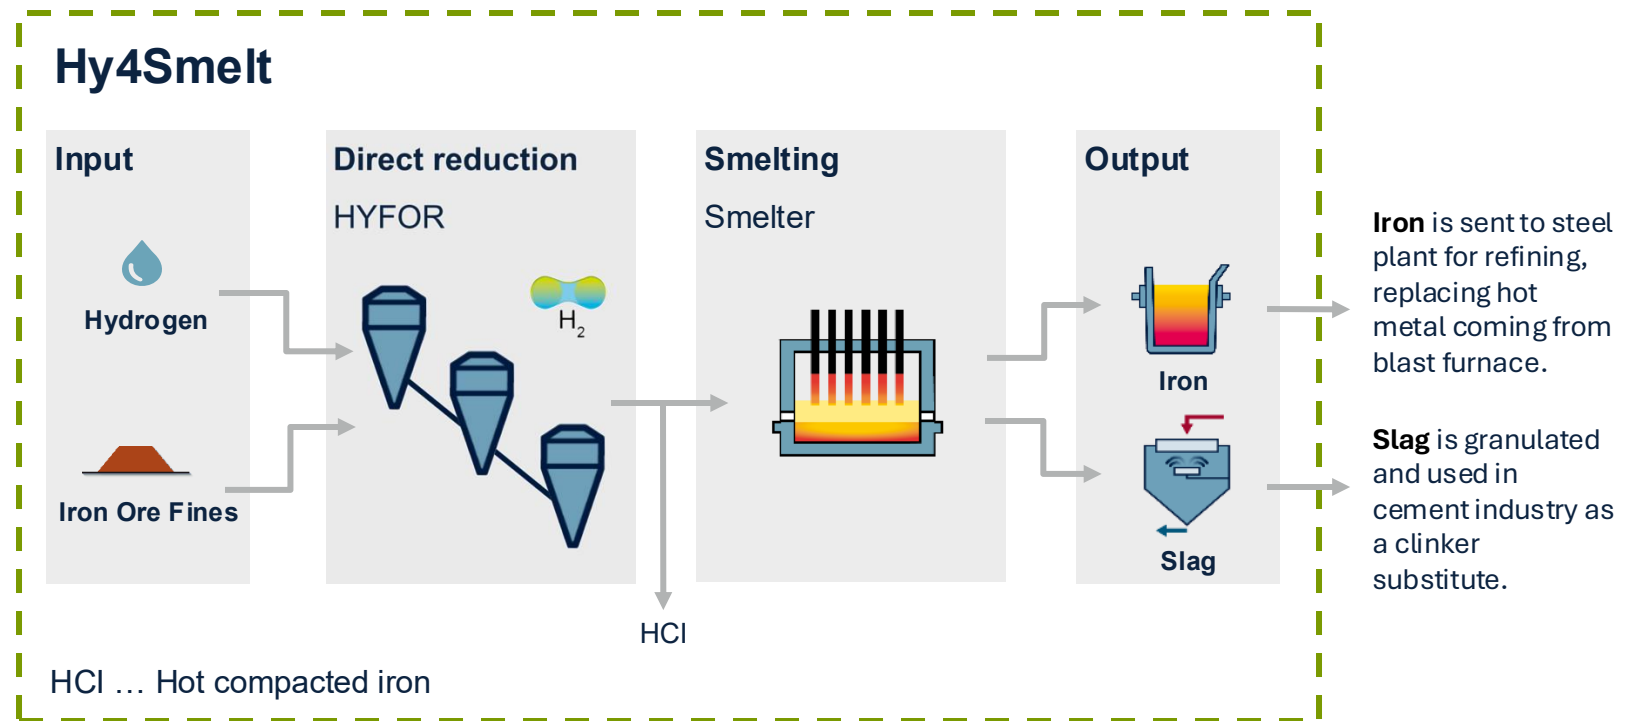 Hy4Smelt
Input
Hydrogen
Iron Ore Fines
Direct reduction
HYFOR
H2
HCI
Smelting
Smelter
Output
Iron
Slag
Iron is sent to steel
plant for refining,
replacing hot
metal coming from
blast furnace.
Slag is granulated
and used in
cement industry as
a clinker
substitute.
HCI … Hot compacted iron